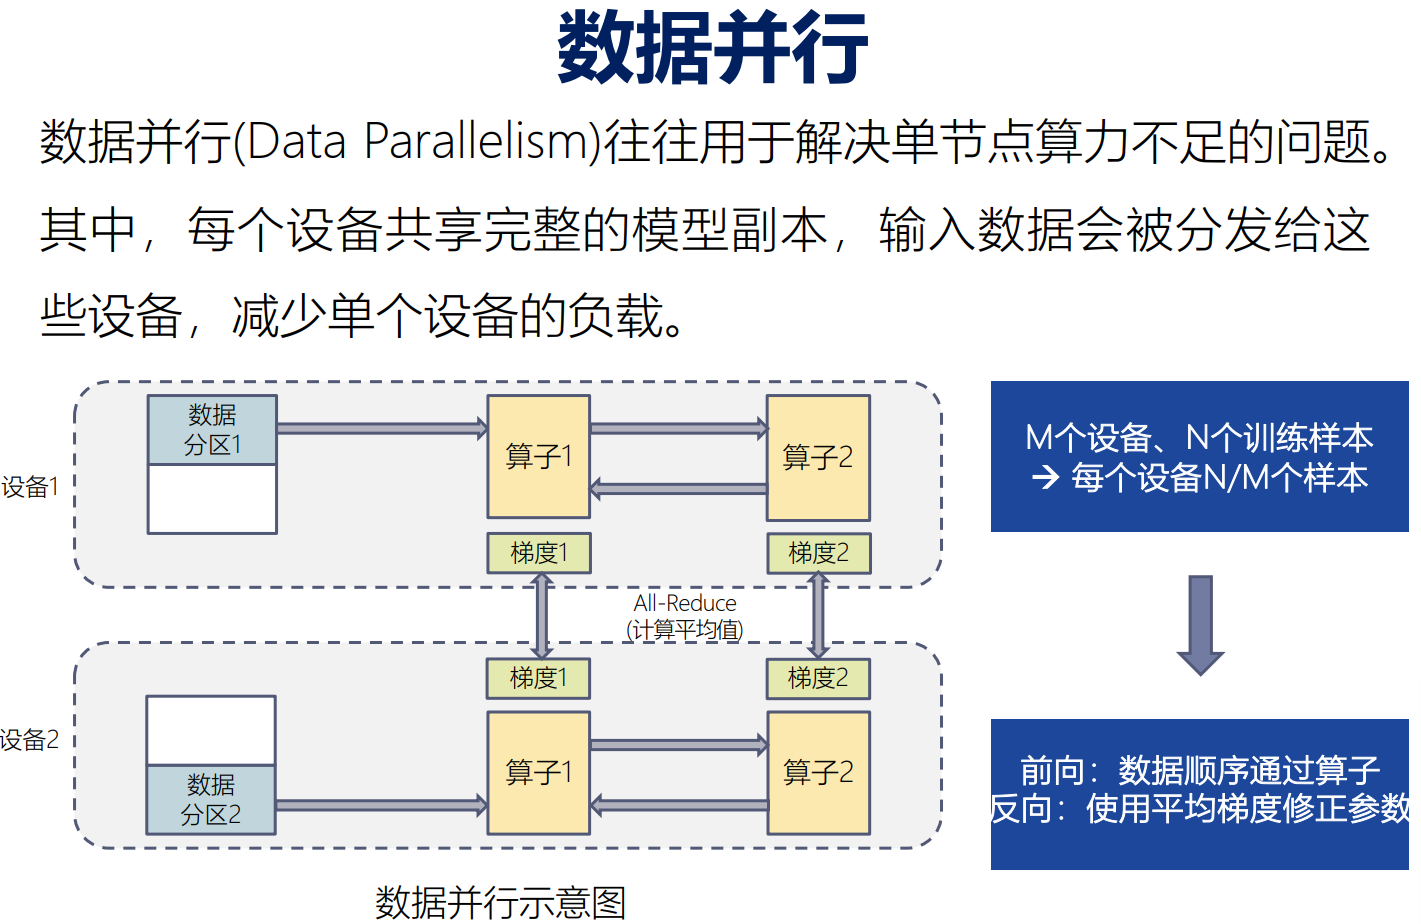 数据并行
数据并行(Data Parallelism)往往用于解决单节点算力不足的问题。
其中，每个设备共享完整的模型副本，输入数据会被分发给这
些设备，减少单个设备的负载。
设备1
数据
分区1
算子1
算子2
梯度1
梯度2
All-Reduce
(计算平均值)
设备2
梯度1
梯度2
数据
分区2
算子1
算子2
数据并行示意图
M个设备、N个训练样本
→ 每个设备N/M个样本
前向：数据顺序通过算子
反向：使用平均梯度修正参数